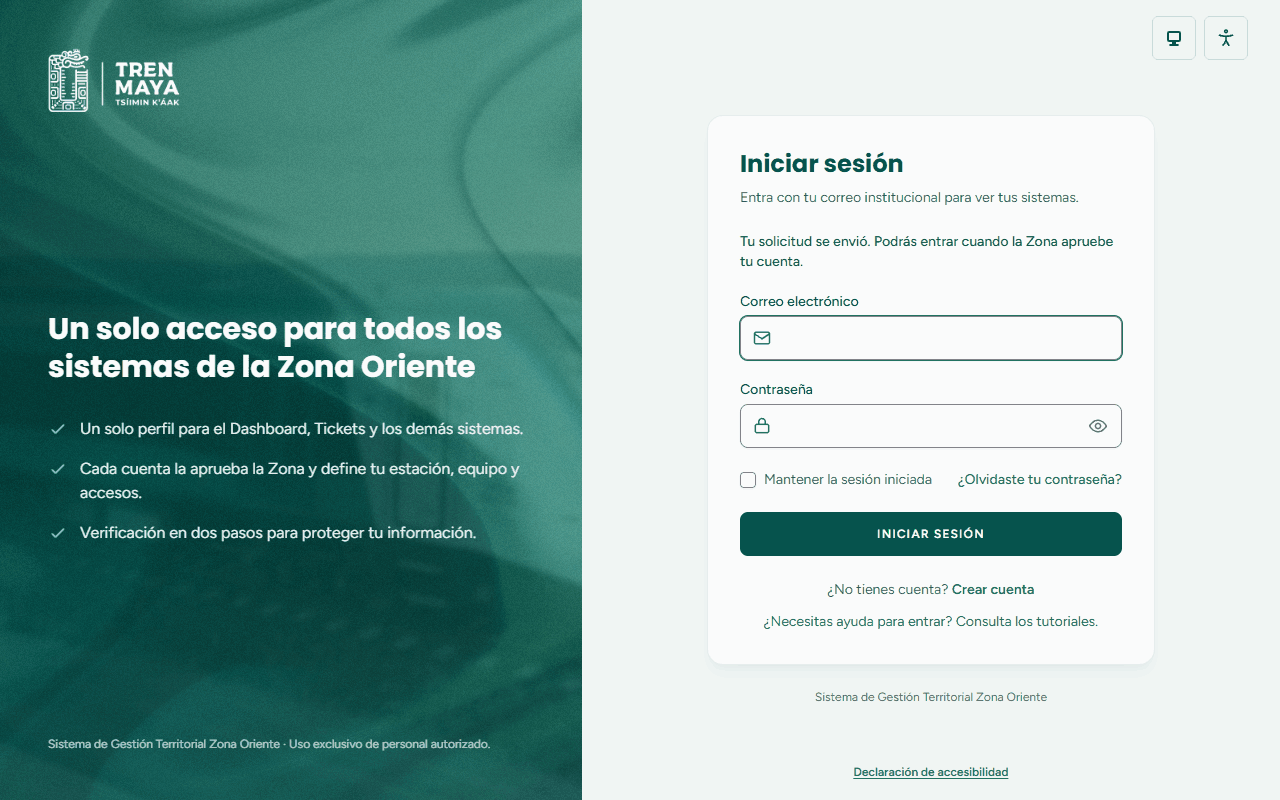 TREN
MAYA
TSÍIMIN K'ÁAK
Un solo acceso para todos los
sistemas de la Zona Oriente
Un solo perfil para el Dashboard, Tickets y los demás sistemas.
Cada cuenta la aprueba la Zona y define tu estación, equipo y
accesos.
Verificación en dos pasos para proteger tu información.
Sistema de Gestión Territorial Zona Oriente · Uso exclusivo de personal autorizado.
Iniciar sesión
Entra con tu correo institucional para ver tus sistemas.
Tu solicitud se envió. Podrás entrar cuando la Zona apruebe
tu cuenta.
Correo electrónico
Contraseña
Mantener la sesión iniciada ¿Olvidaste tu contraseña?
INICIAR SESIÓN
¿No tienes cuenta? Crear cuenta
¿Necesitas ayuda para entrar? Consulta los tutoriales.
Sistema de Gestión Territorial Zona Oriente
Declaración de accesibilidad